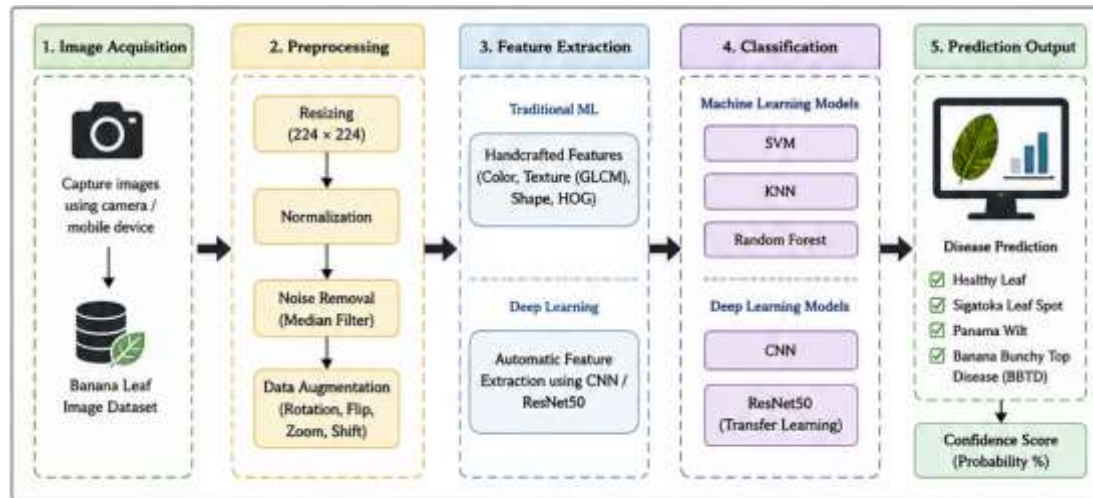 1. Image Acquisition
Capture images
using camera /
mobile device
Banana Leaf
Image Dataset
2. Preprocessing
Resizing
(224 × 224)
Normalization
Noise Removal
(Median Filter)
Data Augmentation
(Rotation, Flip,
Zoom, Shift)
3. Feature Extraction
Traditional ML
Handcrafted Features
(Color, Texture (GLCM),
Shape, HOG)
Deep Learning
Automatic Feature
Extraction using CNN /
ResNet50
4. Classification
Machine Learning Models
SVM
KNN
Random Forest
Deep Learning Models
CNN
ResNet50
(Transfer Learning)
5. Prediction Output
Disease Prediction
Healthy Leaf
Sigatoka Leaf Spot
Panama Wilt
Banana Bunchy Top
Disease (BBTD)
Confidence Score
(Probability %)